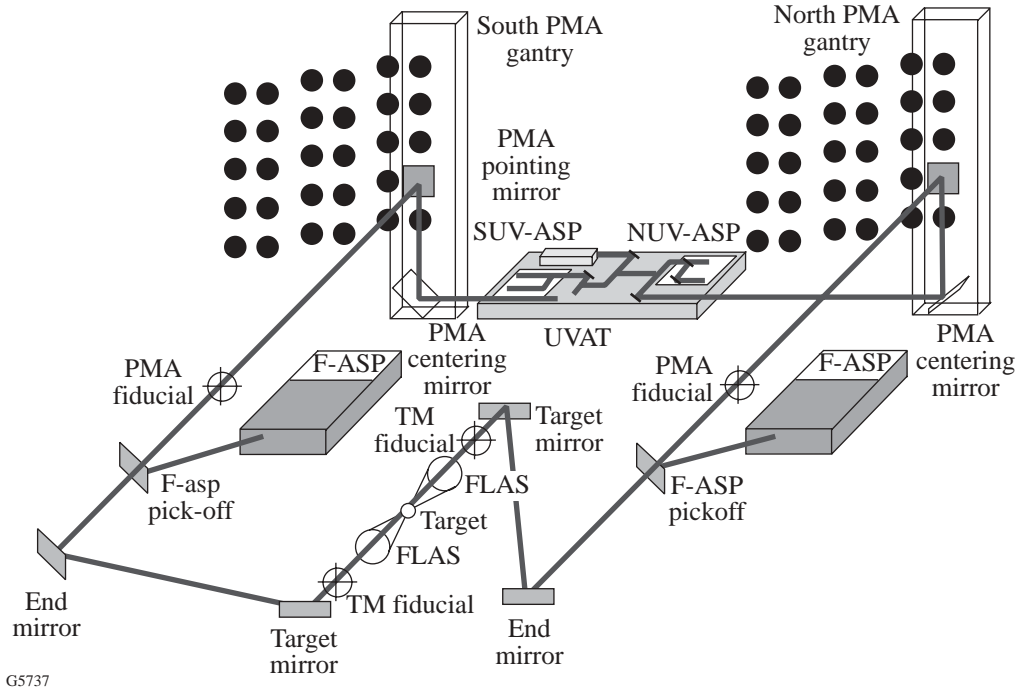 South PMA
gantry
North PMA
gantry
PMA
pointing
mirror
SUV-ASP
NUV-ASP
UVAT
PMA
centering
mirror
PMA
centering
mirror
PMA
fiducial
F-ASP
PMA
fiducial
F-ASP
TM
fiducial
Target
mirror
F-asp
pick-off
FLAS
Target
FLAS
F-ASP
pickoff
TM fiducial
End
mirror
Target
mirror
End
mirror
G5737